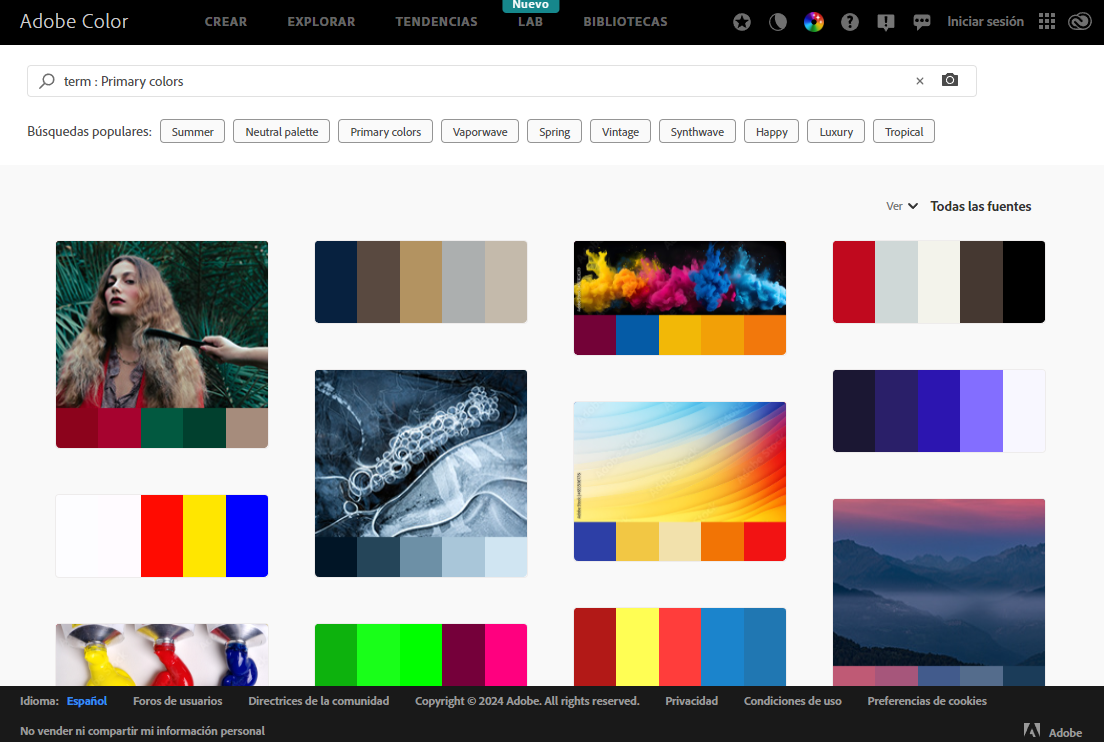 Adobe Color
CREAR
EXPLORAR
TENDENCIAS
Nuevo
LAB
BIBLIOTECAS
Iniciar sesión
term : Primary colors
Búsquedas populares:
Summer
Neutral palette
Primary colors
Vaporwave
Spring
Vintage
Synthwave
Happy
Luxury
Tropical
Ver
Todas las fuentes
Idioma: Español
Foros de usuarios
Directrices de la comunidad
Copyright © 2024 Adobe. All rights reserved.
Privacidad
Condiciones de uso
Preferencias de cookies
No vender ni compartir mi información personal
Adobe